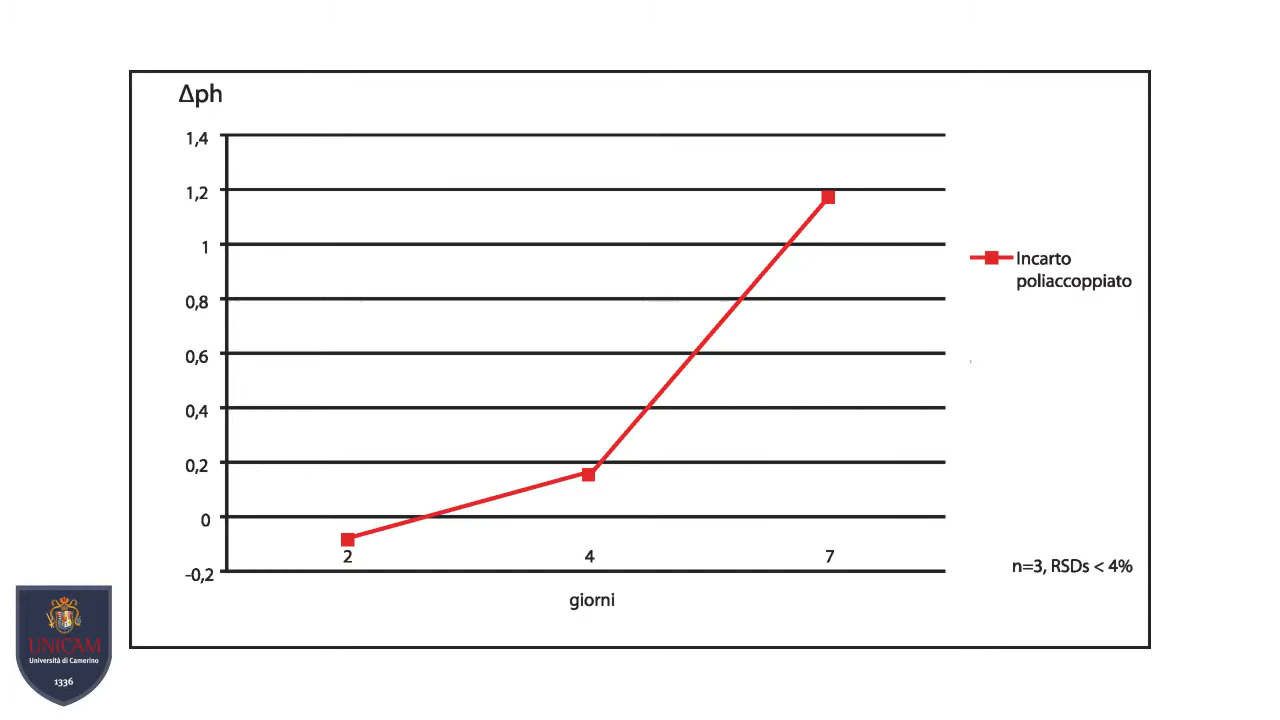 Δph
1,4
1,2
1
0,8
0,6
0,4
0,2
0
-0,2
2
4
7
giorni
Incarto
poliaccoppiato
n=3, RSDs < 4%
UNICAM
Università di Camerino
1336